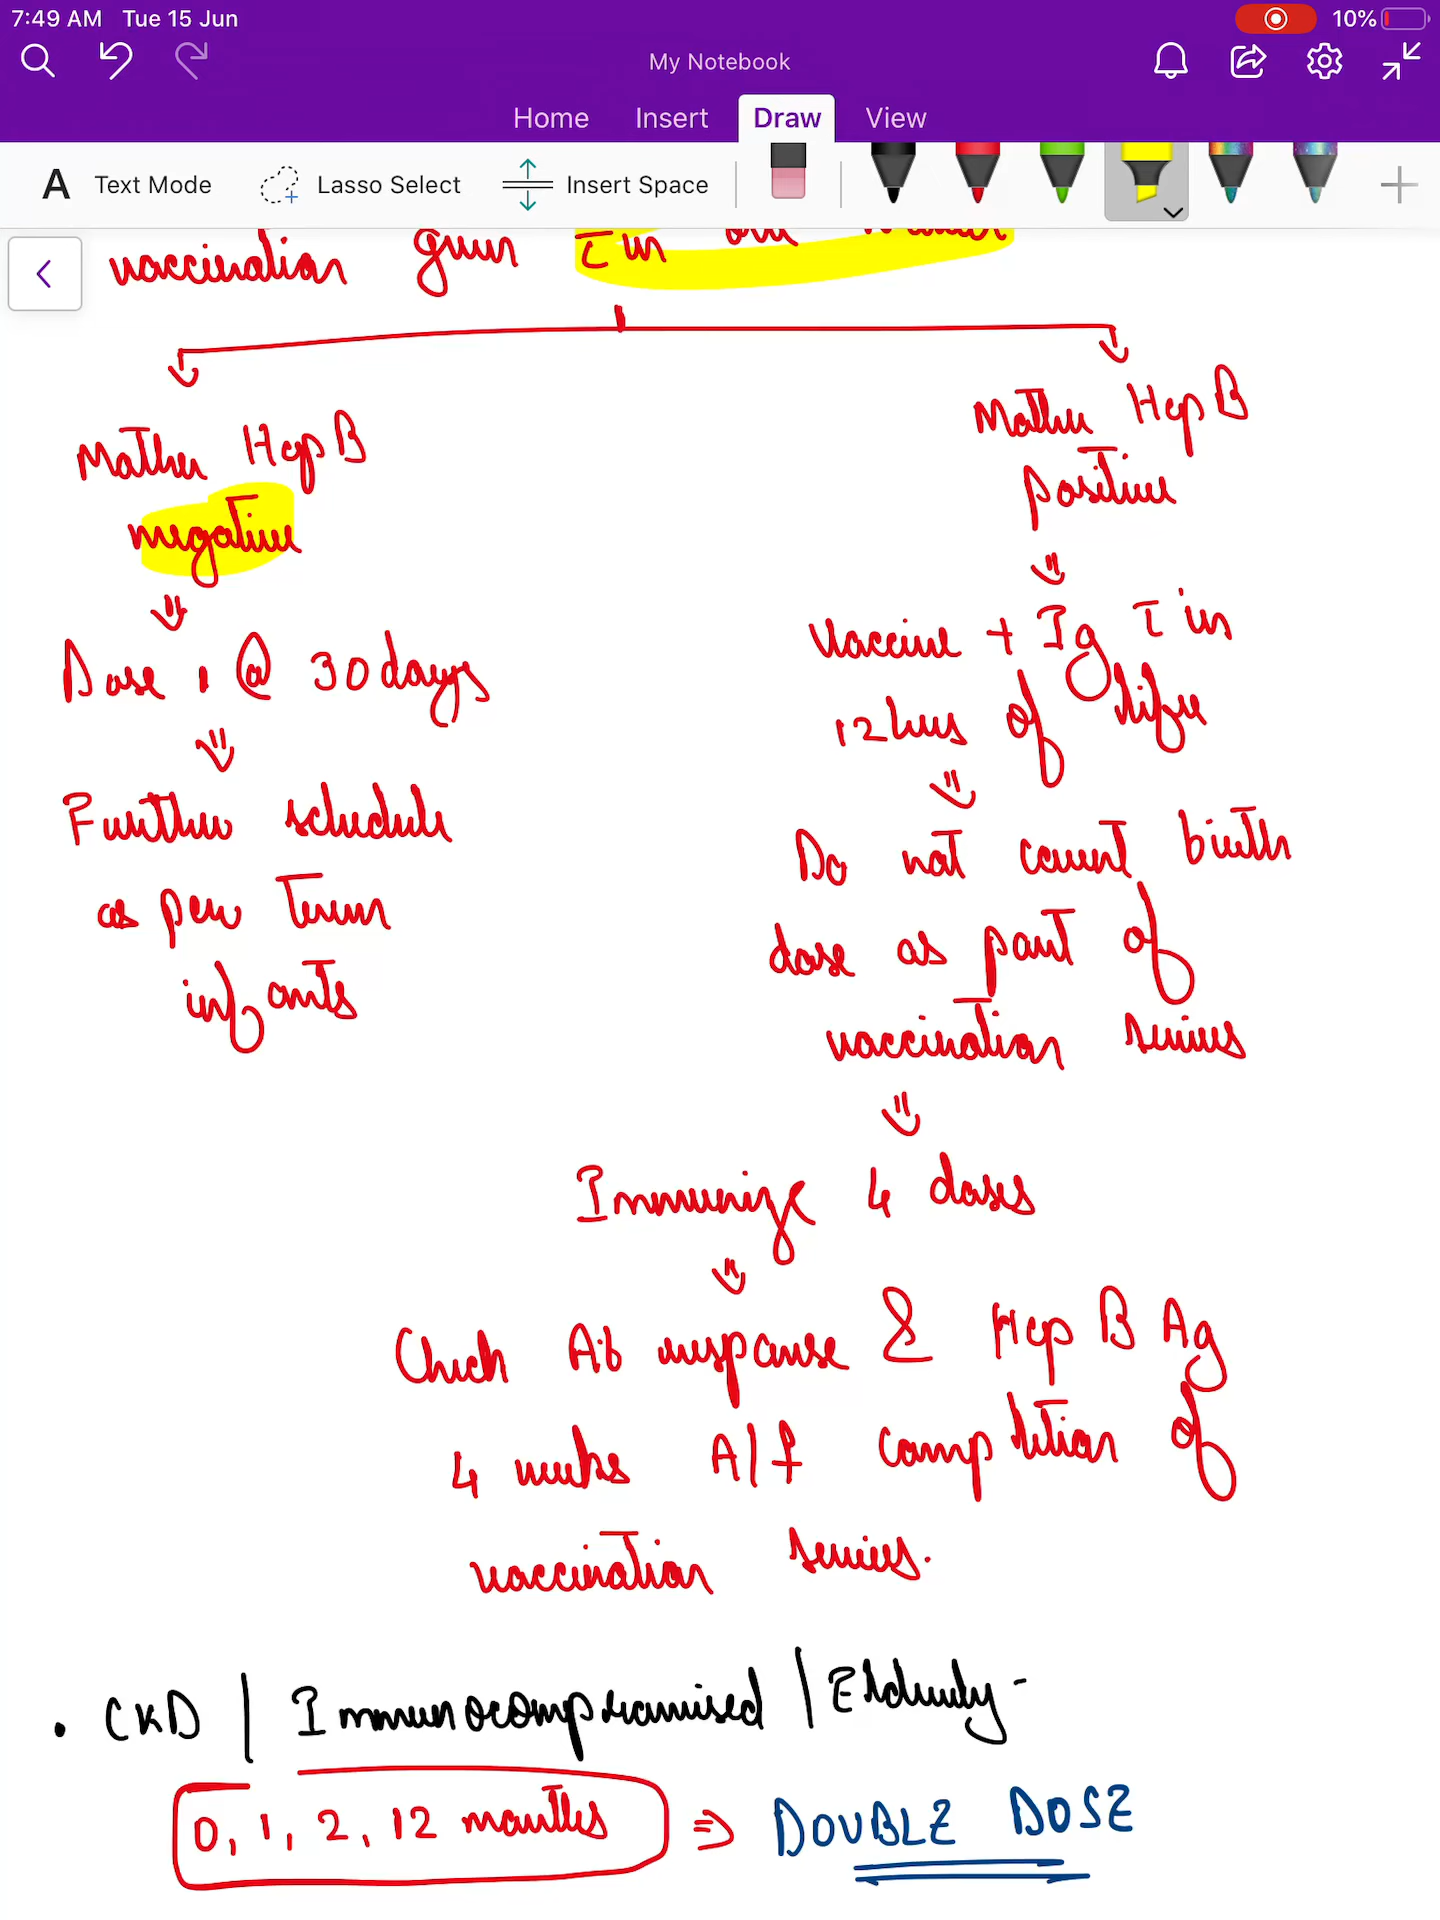 7:49 AM Tue 15 Jun
10%
My Notebook
Home Insert Draw View
A Text Mode Lasso Select Insert Space
vaccination given
Mother Hep B
negative
Dose 1 @ 30 days
Further schedule
as per term
infants
Mother Hep B
positive
Vaccine + Ig in
12 hrs of life
Do not count birth
dose as part of
vaccination series
Immunize 4 doses
Check Ab response & Hep B Ag
4 weeks A/f completion of
vaccination series.
• CKD | Immunocompromised | Elderly -
0, 1, 2, 12 months ⇒ DOUBLE DOSE